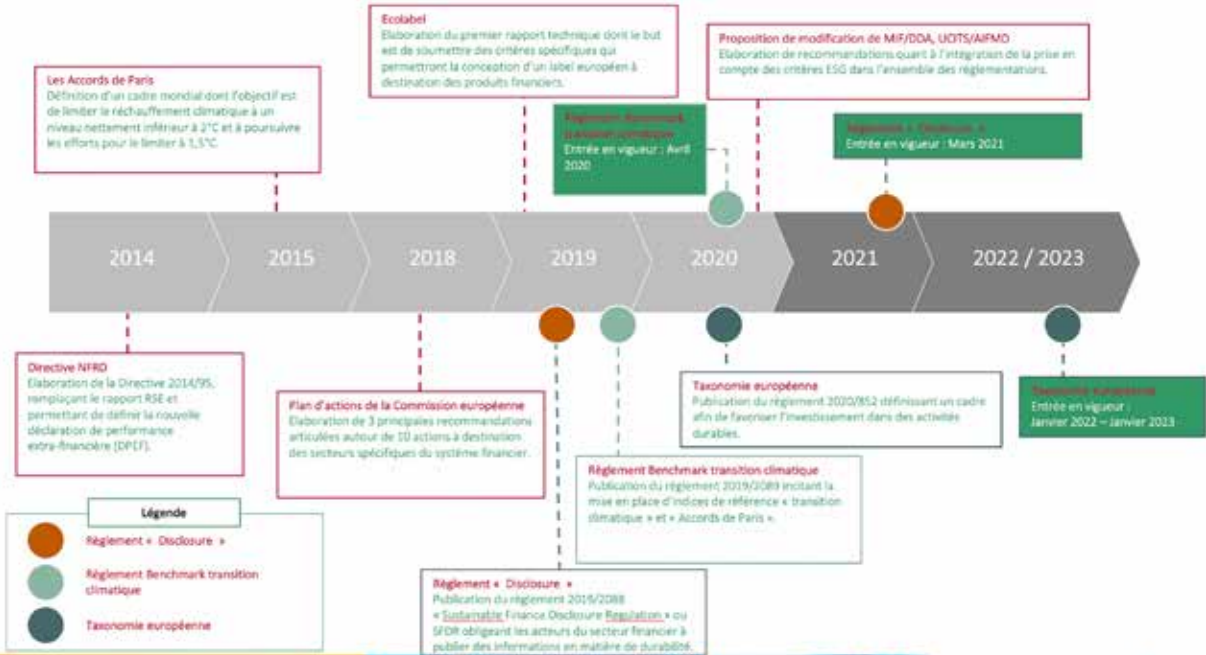 Ecolabel
Elaboration du premier rapport technique dont le but
est de soumettre des critères spécifiques qui
permettront la conception d'un label européen à
destination des produits financiers.
Proposition de modification de MIF/DDA, UOTS/AIFMD
Elaboration de recommandations quant à l'intégration de la prise en
compte des critères ESG dans l'ensemble des réglementations.
Les Accords de Paris
Définition d'un cadre mondial dont l'objectif est
de limiter le réchauffement climatique à un
niveau nettement inférieur à 2°C et à poursuivre
les efforts pour le limiter à 1,5°C.
Règlement Benchmark
transition climatique
Entrée en vigueur : Avril
2020
Règlement « Disclosure »
Entrée en vigueur : Mars 2021
2014
2015
2018
2019
2020
2021
2022 / 2023
Directive NFRD
Elaboration de la Directive 2014/95,
remplaçant le rapport RSE et
permettant de définir la nouvelle
déclaration de performance
extra-financière (DPEF).
Plan d'actions de la Commission européenne
Elaboration de 3 principales recommandations
articulées autour de 10 actions à destination
des secteurs spécifiques du système financier.
Taxonomie européenne
Publication du règlement 2020/852 définissant un cadre
afin de favoriser l'investissement dans des activités
durables.
Taxonomie européenne
Entrée en vigueur :
Janvier 2022 – Janvier 2023
Règlement Benchmark transition climatique
Publication du règlement 2019/2089 incitant la
mise en place d'indices de référence « transition
climatique » et « Accords de Paris ».
Légende
Règlement « Disclosure »
Règlement Benchmark transition
climatique
Taxonomie européenne
Règlement « Disclosure »
Publication du règlement 2019/2088
« Sustainable Finance Disclosure Regulation » ou
SFDR obligeant les acteurs du secteur financier à
publier des informations en matière de durabilité.